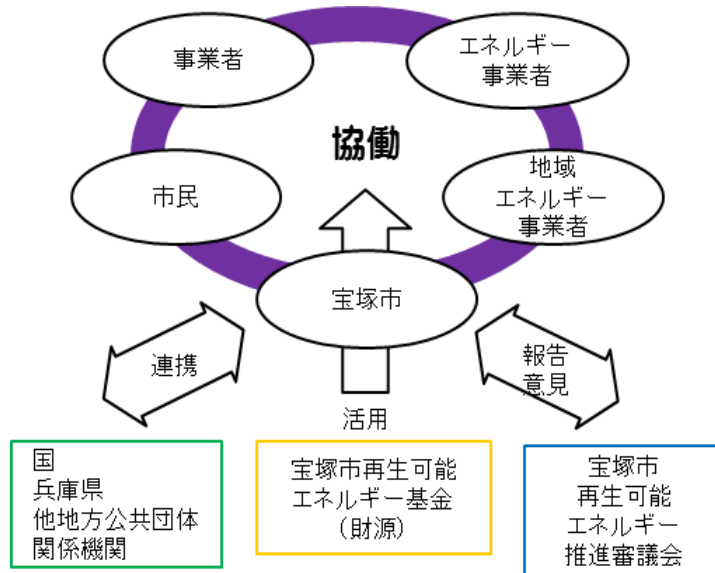 事業者
エネルギー
事業者
協働
市民
地域
エネルギー
事業者
宝塚市
連携
報告
意見
活用
国
兵庫県
他地方公共団体
関係機関
宝塚市再生可能
エネルギー基金
（財源）
宝塚市
再生可能
エネルギー
推進審議会